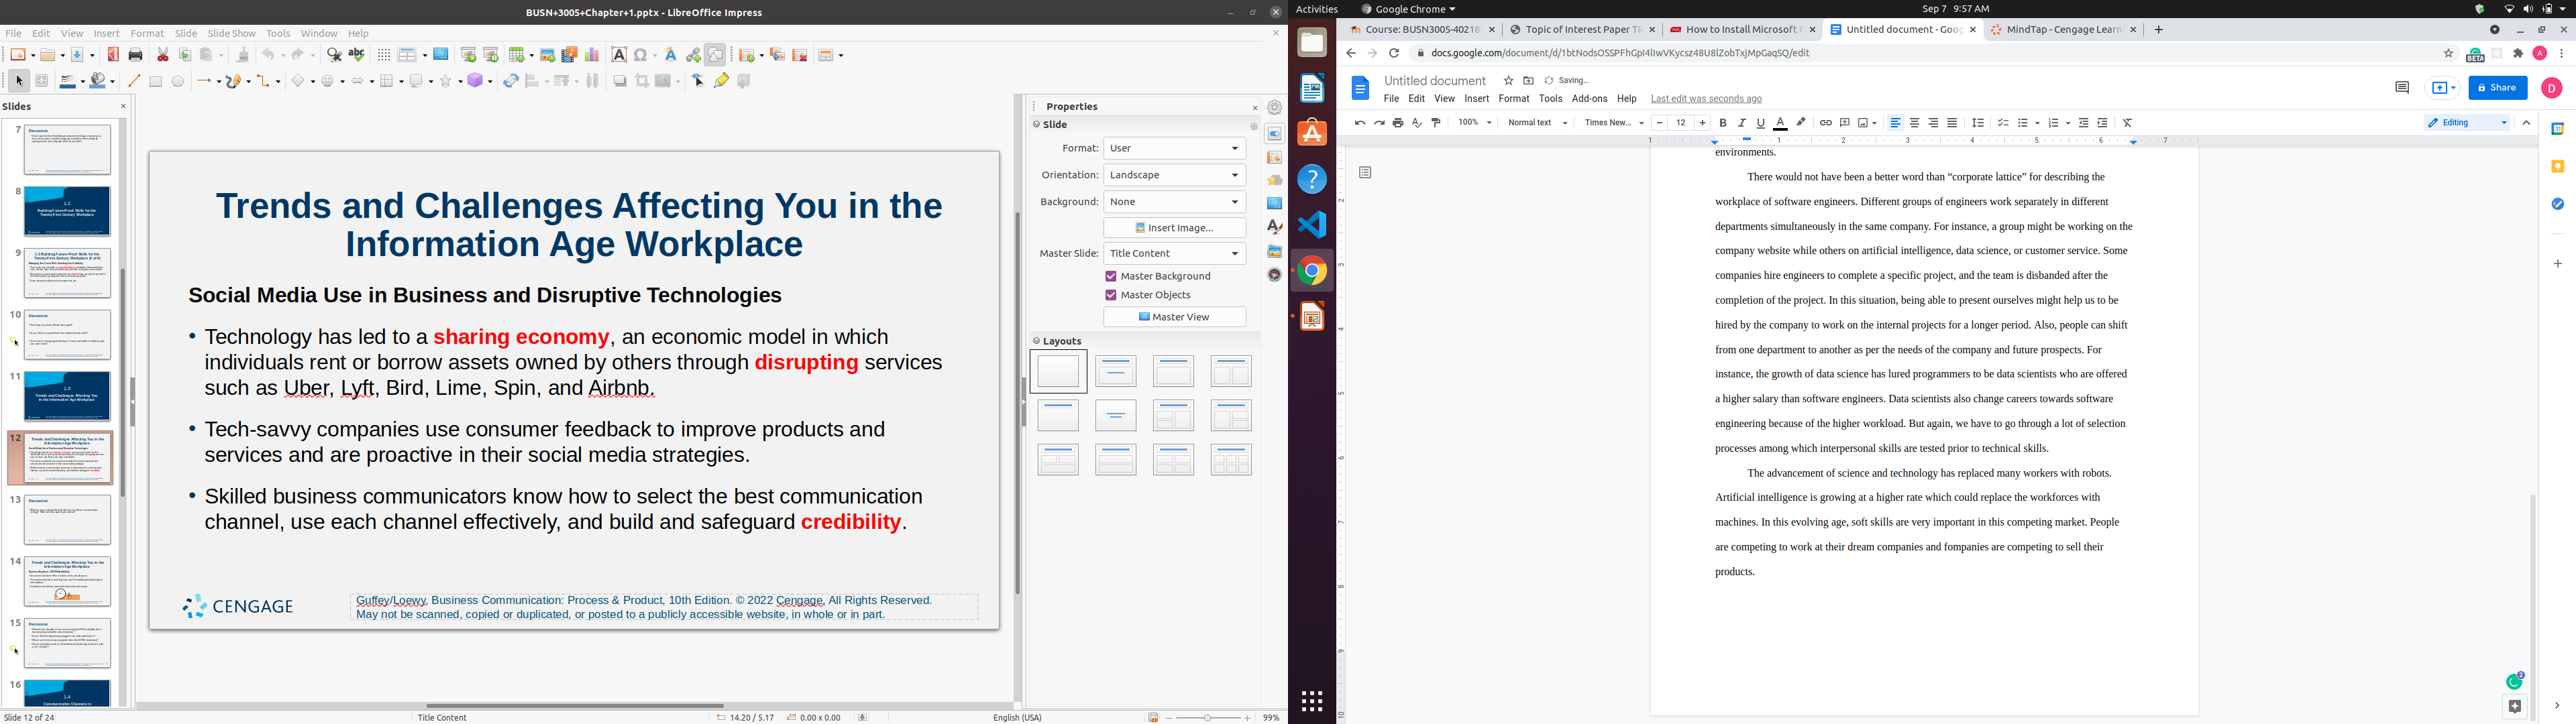 BUSN+3005+Chapter+1.pptx - LibreOffice Impress
File Edit View Insert Format Slide Slide Show Tools Window Help
Slides
7
8
9
10
11
12
13
14
15
16
Trends and Challenges Affecting You in the
Information Age Workplace
Social Media Use in Business and Disruptive Technologies
• Technology has led to a sharing economy, an economic model in which
individuals rent or borrow assets owned by others through disrupting services
such as Uber, Lyft, Bird, Lime, Spin, and Airbnb.
• Tech-savvy companies use consumer feedback to improve products and
services and are proactive in their social media strategies.
• Skilled business communicators know how to select the best communication
channel, use each channel effectively, and build and safeguard credibility.
CENGAGE
Guffey/Loewy, Business Communication: Process & Product, 10th Edition. © 2022 Cengage. All Rights Reserved.
May not be scanned, copied or duplicated, or posted to a publicly accessible website, in whole or in part.
Properties
Slide
Format: User
Orientation: Landscape
Background: None
Insert Image...
Master Slide: Title Content
Master Background
Master Objects
Master View
Layouts
Slide 12 of 24 Title Content 14.20 / 5.17 0.00 x 0.00 English (USA) 99%
Activities Google Chrome Sep 7 9:57 AM
Course: BUSN3005-40218 Topic of Interest Paper TR How to Install Microsoft Untitled document - Goog MindTap - Cengage Learn
docs.google.com/document/d/1btNodsOSSPFhGpI4lIwVKycsz48U8lZobTxjMpGaqSQ/edit
BETA
A
Untitled document Saving...
File Edit View Insert Format Tools Add-ons Help Last edit was seconds ago
Share
D
100% Normal text Times New... 12 Editing
environments.
There would not have been a better word than “corporate lattice” for describing the
workplace of software engineers. Different groups of engineers work separately in different
departments simultaneously in the same company. For instance, a group might be working on the
company website while others on artificial intelligence, data science, or customer service. Some
companies hire engineers to complete a specific project, and the team is disbanded after the
completion of the project. In this situation, being able to present ourselves might help us to be
hired by the company to work on the internal projects for a longer period. Also, people can shift
from one department to another as per the needs of the company and future prospects. For
instance, the growth of data science has lured programmers to be data scientists who are offered
a higher salary than software engineers. Data scientists also change careers towards software
engineering because of the higher workload. But again, we have to go through a lot of selection
processes among which interpersonal skills are tested prior to technical skills.
The advancement of science and technology has replaced many workers with robots.
Artificial intelligence is growing at a higher rate which could replace the workforces with
machines. In this evolving age, soft skills are very important in this competing market. People
are competing to work at their dream companies and fompanies are competing to sell their
products.